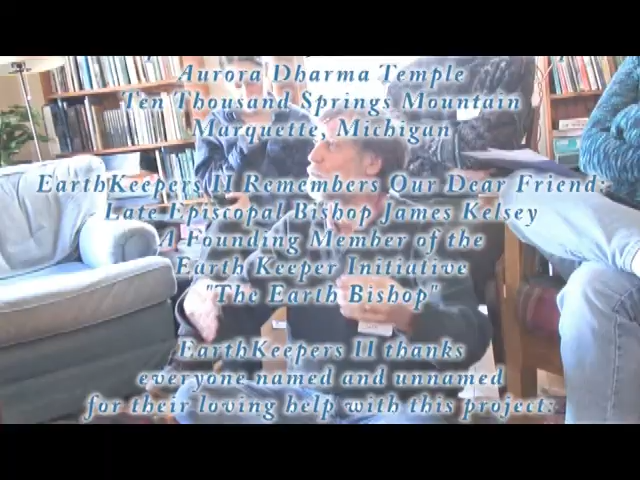 Aurora Dharma Temple
Ten Thousand Springs Mountain
Marquette, Michigan
EarthKeepers II Remembers Our Dear Friend:
Late Episcopal Bishop James Kelsey
A Founding Member of the
Earth Keeper Initiative
"The Earth Bishop"
EarthKeepers II thanks
everyone named and unnamed
for their loving help with this project: